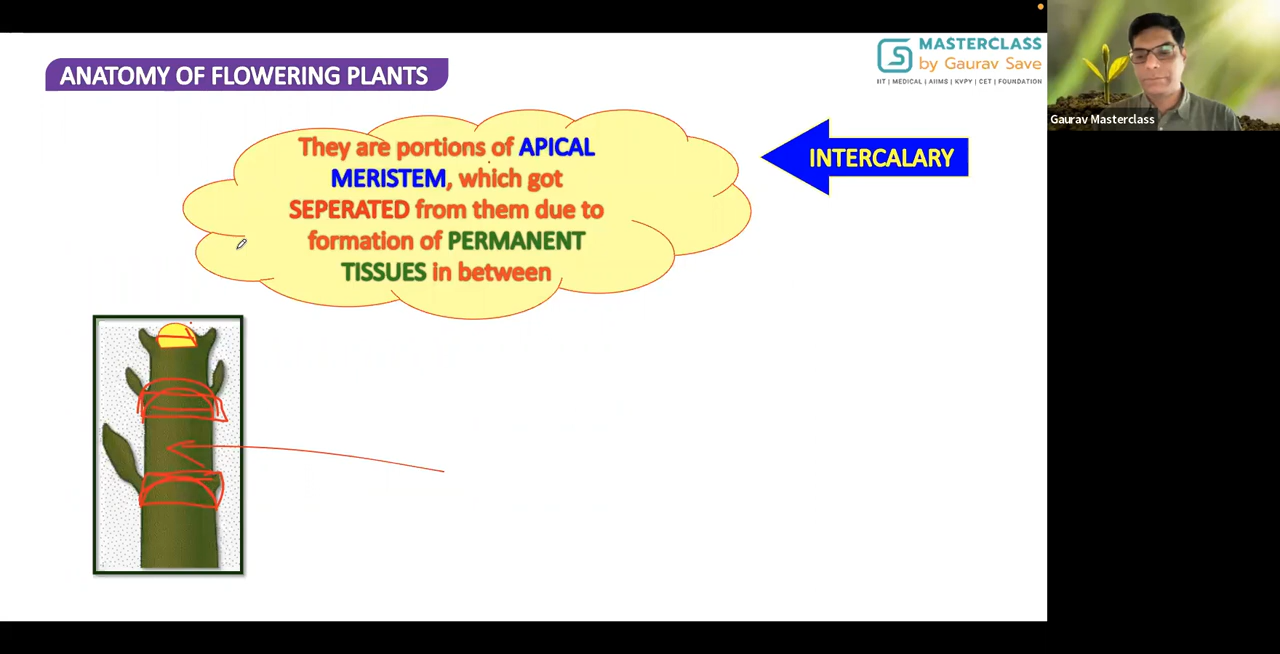 ANATOMY OF FLOWERING PLANTS
MASTERCLASS
by Gaurav Save
IIT | MEDICAL | AIIMS | KVPY | CET | FOUNDATION
Gaurav Masterclass
They are portions of APICAL
MERISTEM, which got
SEPERATED from them due to
formation of PERMANENT
TISSUES in between
INTERCALARY